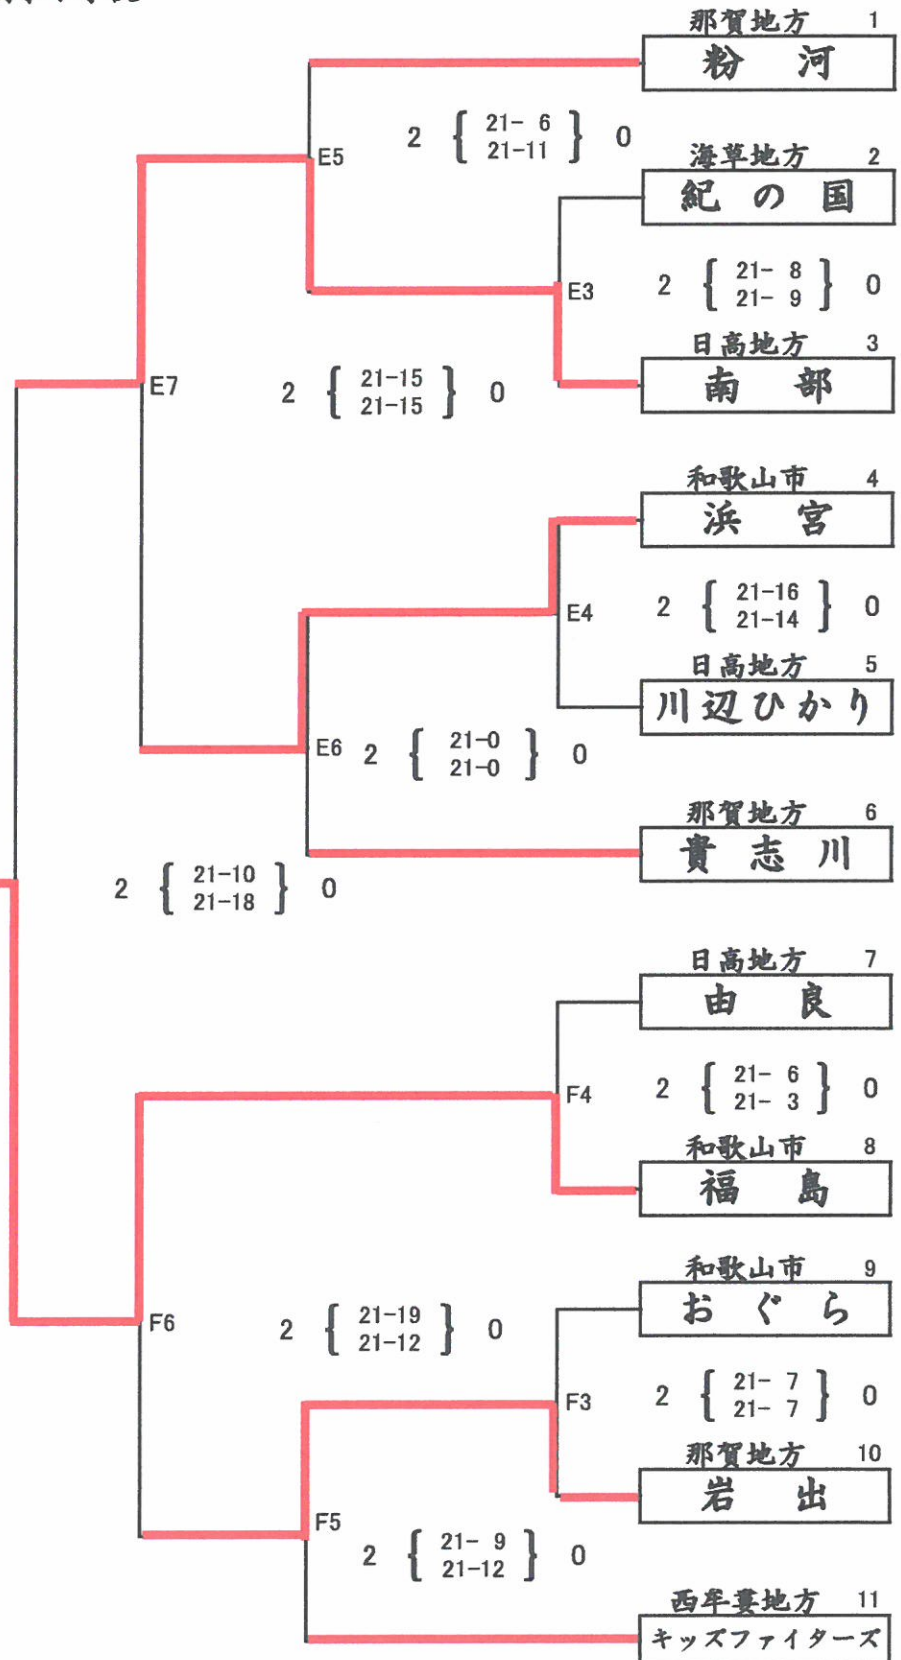 那賀地方 1
粉 河
2 { 21- 6 } 0
21-11
E5
海草地方 2
紀 の 国
E3
2 { 21- 8 } 0
21- 9
日高地方 3
南 部
E7
2 { 21-15 } 0
21-15
和歌山市 4
浜 宮
E4
2 { 21-16 } 0
21-14
日高地方 5
川辺ひかり
E6
2 { 21-0 } 0
21-0
那賀地方 6
貴 志 川
2 { 21-10 } 0
21-18
日高地方 7
由 良
F4
2 { 21- 6 } 0
21- 3
和歌山市 8
福 島
和歌山市 9
お ぐ ら
F6
2 { 21-19 } 0
21-12
F3
2 { 21- 7 } 0
21- 7
那賀地方 10
岩 出
F5
2 { 21- 9 } 0
21-12
西牟婁地方 11
キッズファイターズ